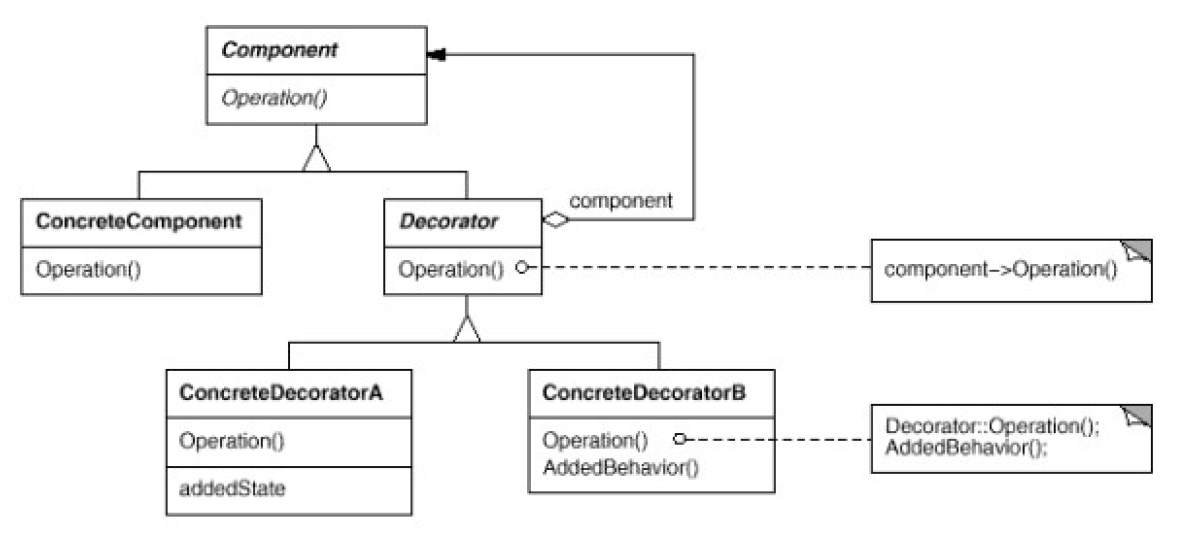 Component
Operation()
ConcreteComponent
Operation()
Decorator
Operation()
component
component->Operation()
ConcreteDecoratorA
Operation()
addedState
ConcreteDecoratorB
Operation()
AddedBehavior()
Decorator::Operation();
AddedBehavior();